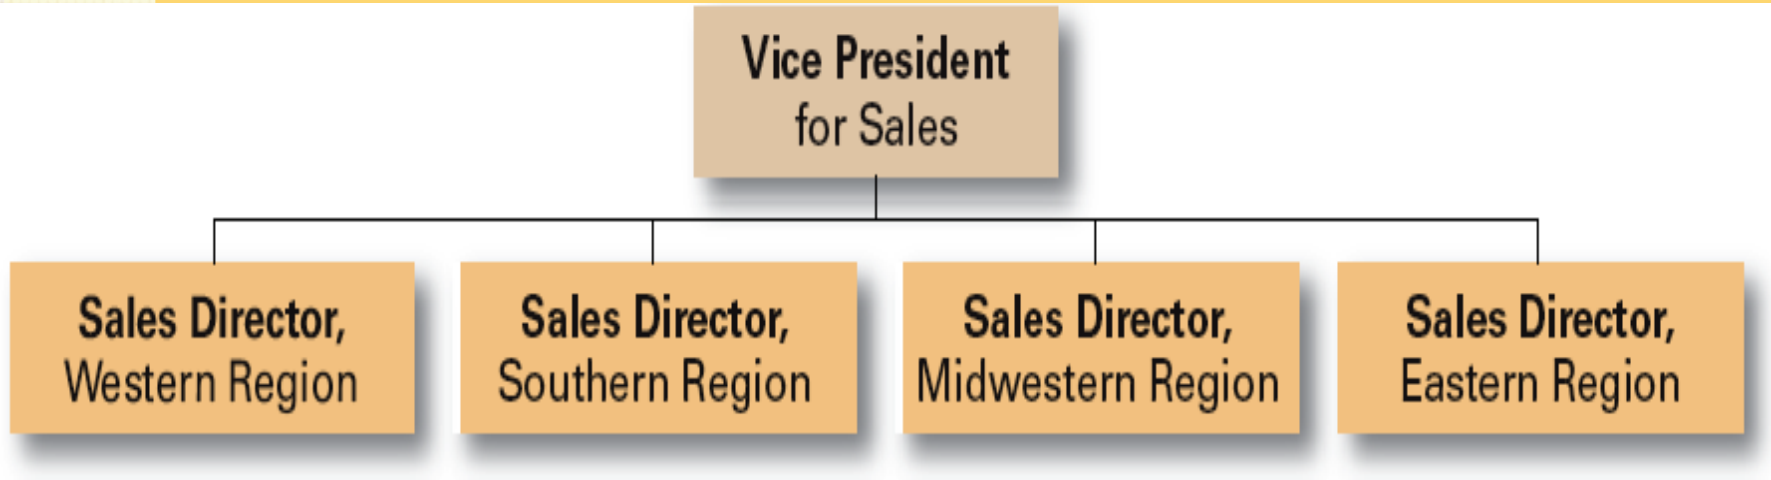 Vice President
for Sales
Sales Director,
Western Region
Sales Director,
Southern Region
Sales Director,
Midwestern Region
Sales Director,
Eastern Region